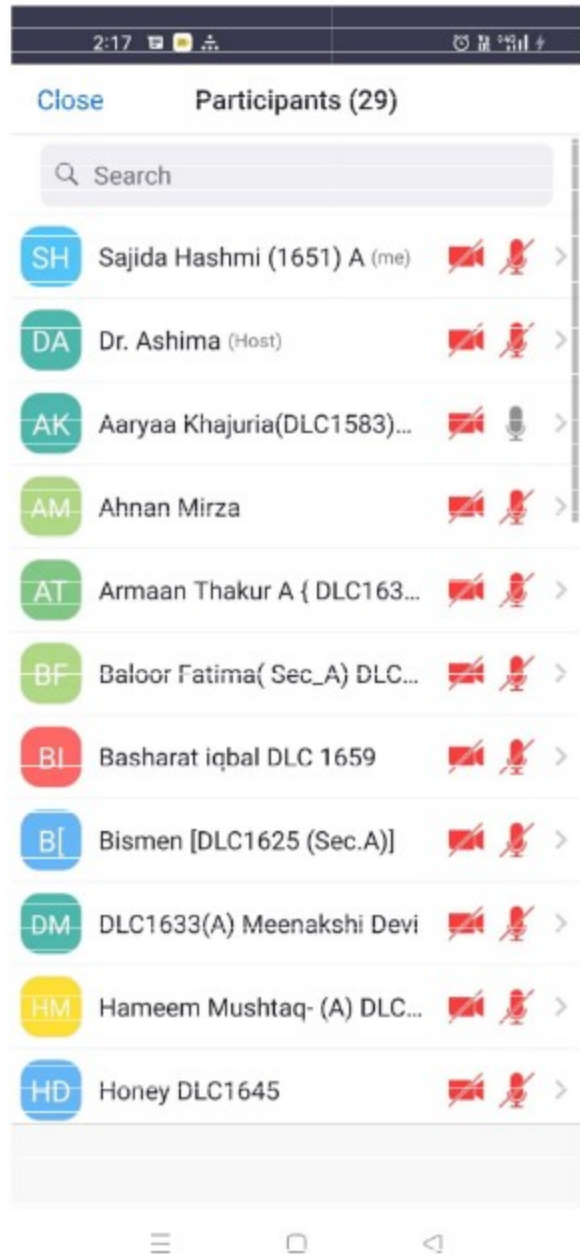 2:17
Close Participants (29)
Search
SH Sajida Hashmi (1651) A (me)
DA Dr. Ashima (Host)
AK Aaryaa Khajuria(DLC1583)...
AM Ahnan Mirza
AT Armaan Thakur A { DLC163...
BF Baloor Fatima( Sec_A) DLC...
BI Basharat iqbal DLC 1659
B[ Bismen [DLC1625 (Sec.A)]
DM DLC1633(A) Meenakshi Devi
HM Hameem Mushtaq- (A) DLC...
HD Honey DLC1645